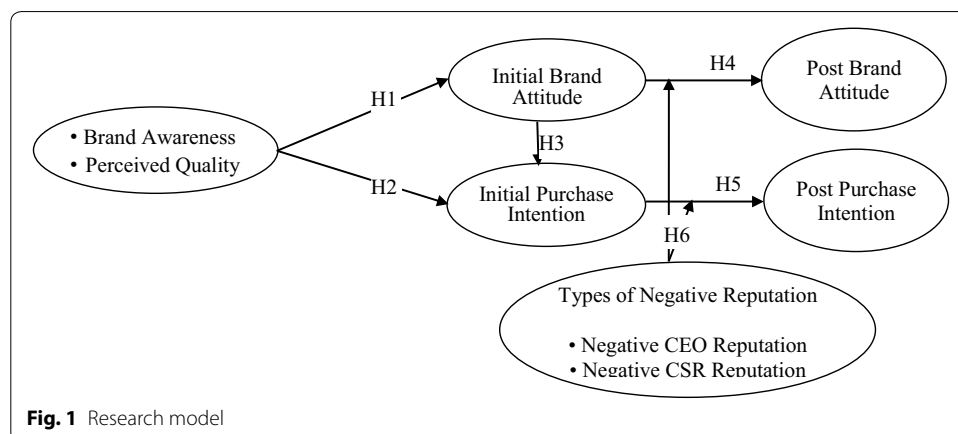 H1
H2
• Brand Awareness
• Perceived Quality
Initial Brand
Attitude
H3
Initial Purchase
Intention
H4
Post Brand
Attitude
H5
Post Purchase
Intention
H6
Types of Negative Reputation
• Negative CEO Reputation
• Negative CSR Reputation
Fig. 1 Research model